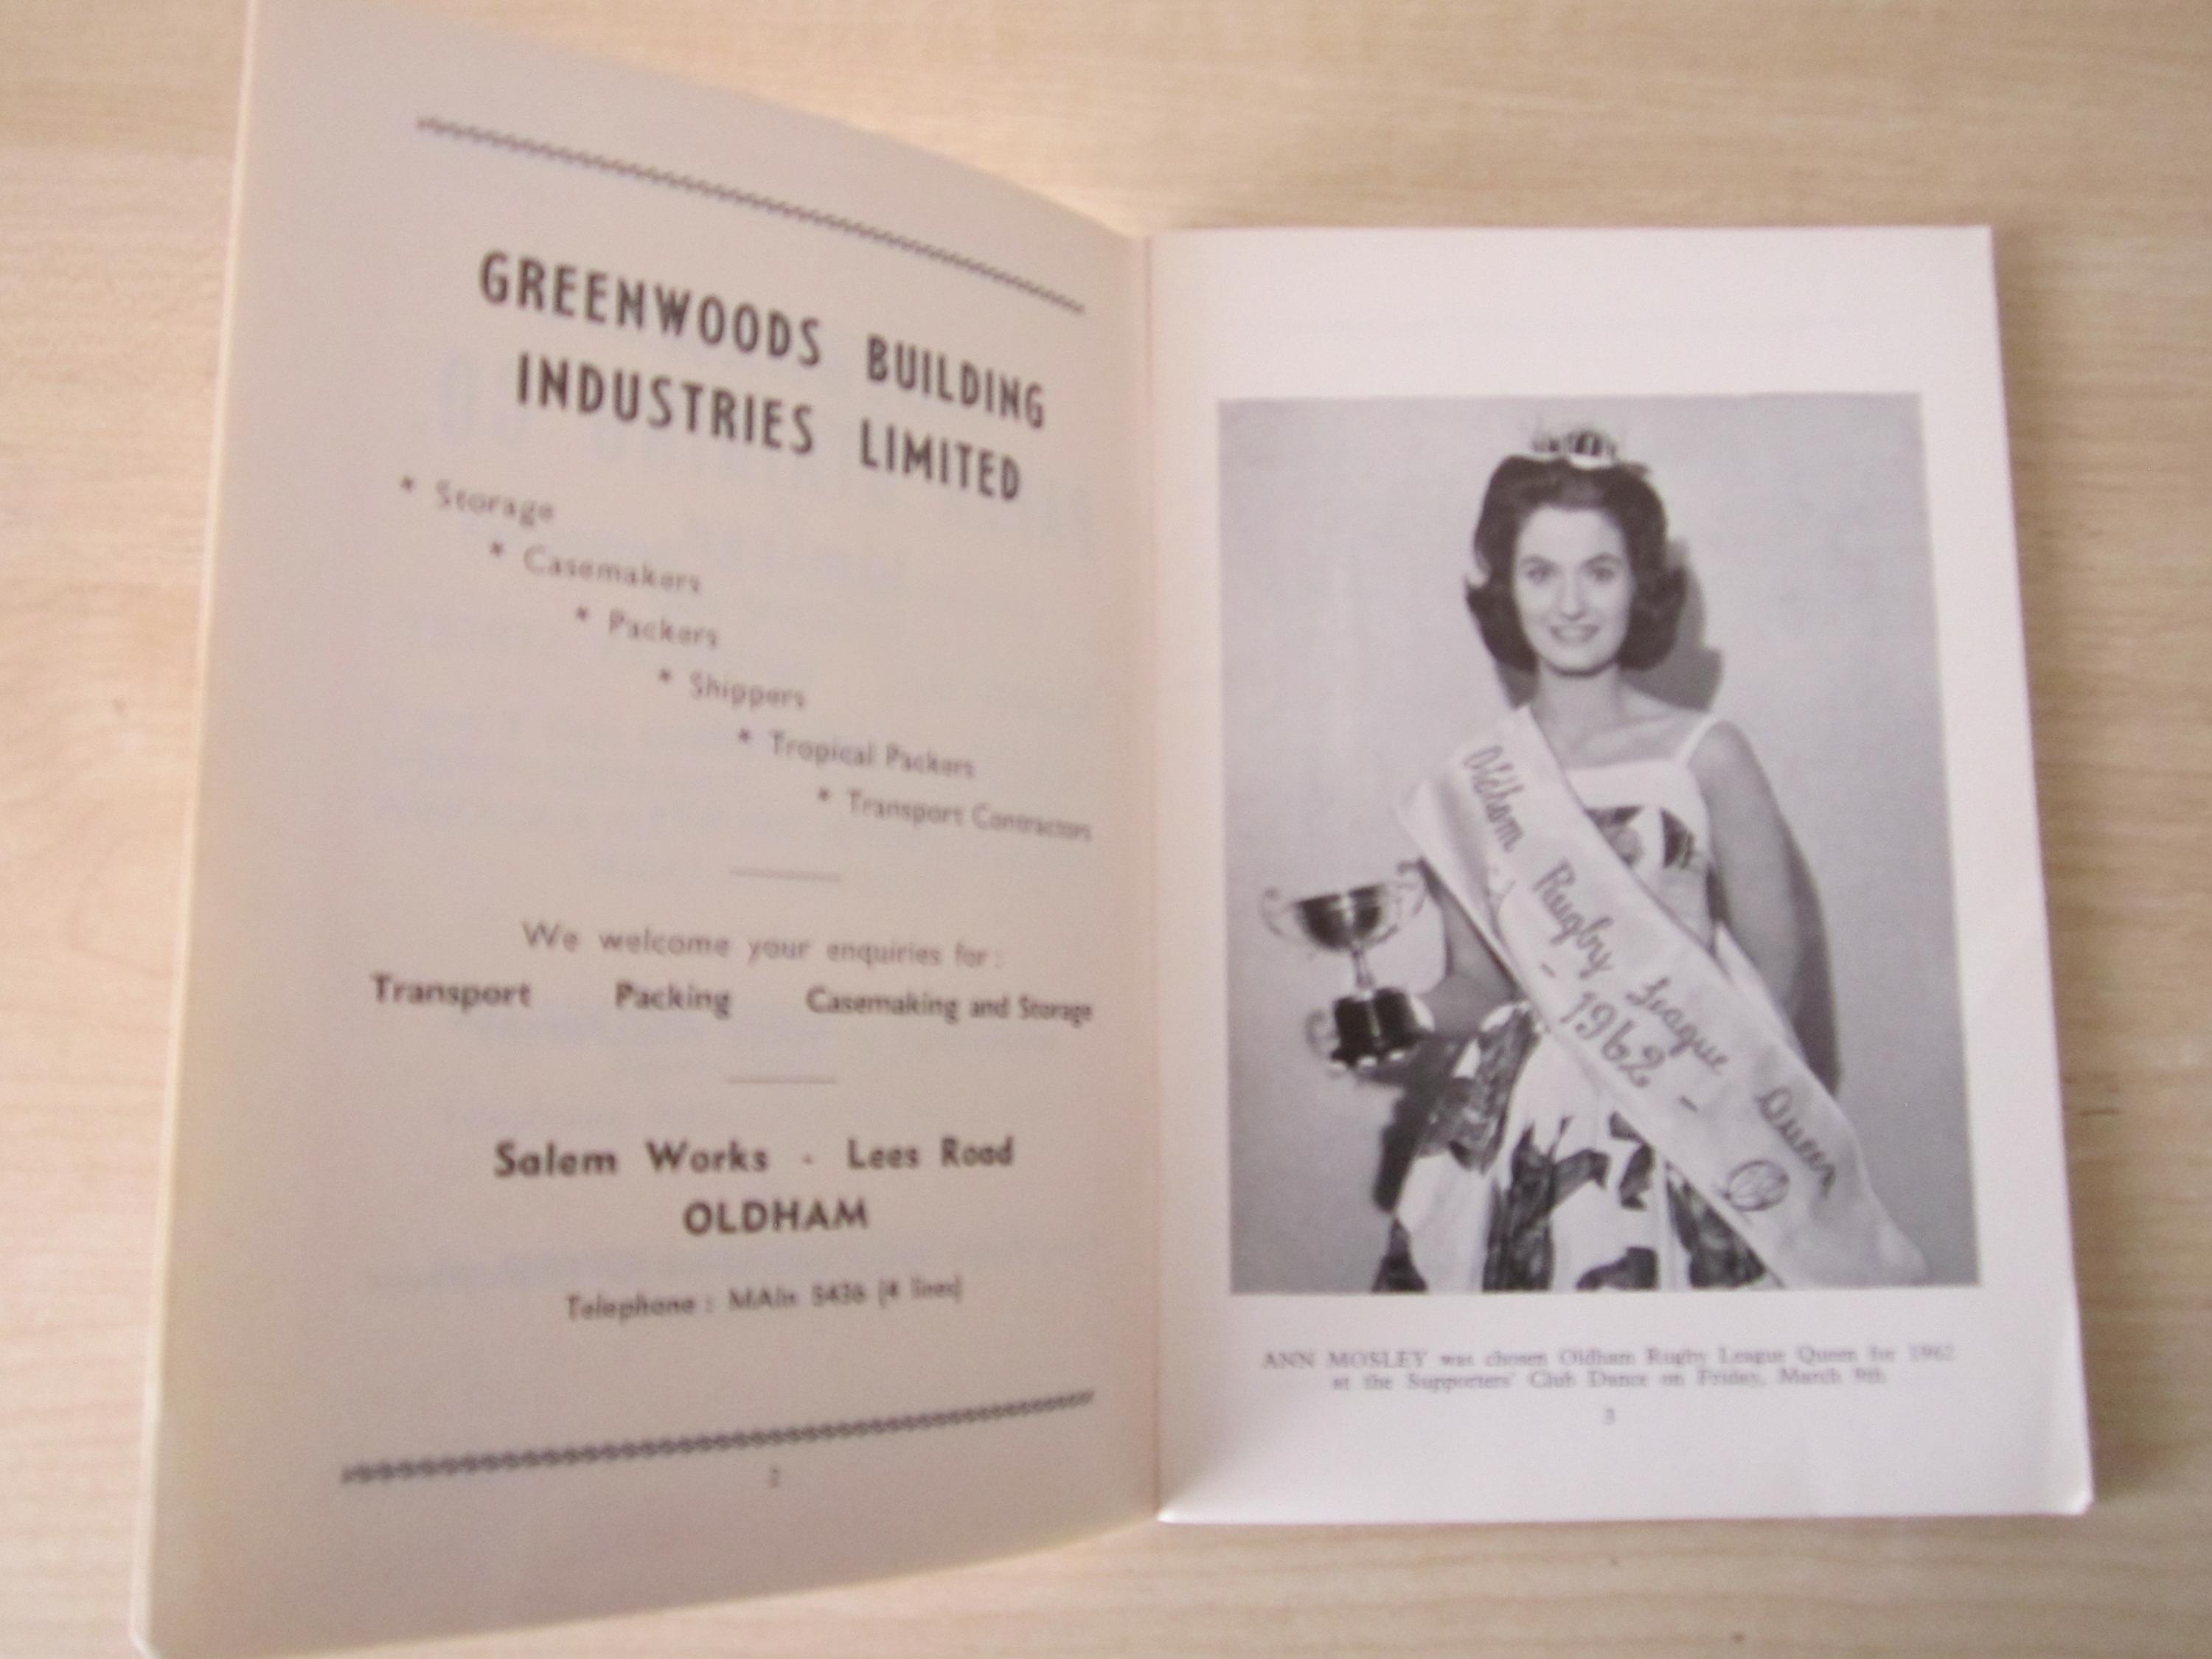 GREENWOODS BUILDING
INDUSTRIES LIMITED
* Storage
* Casemakers
* Packers
* Shippers
* Tropical Packers
* Transport Contractors
We welcome your enquiries for :
Transport Packing Casemaking and Storage
Salem Works - Lees Road
OLDHAM
Telephone : MAIn 5436 (4 lines)
2
Oldham Rugby League Queen
- 1962 -
ANN MOSLEY was chosen Oldham Rugby League Queen for 1962
at the Supporters' Club Dance on Friday, March 9th
3